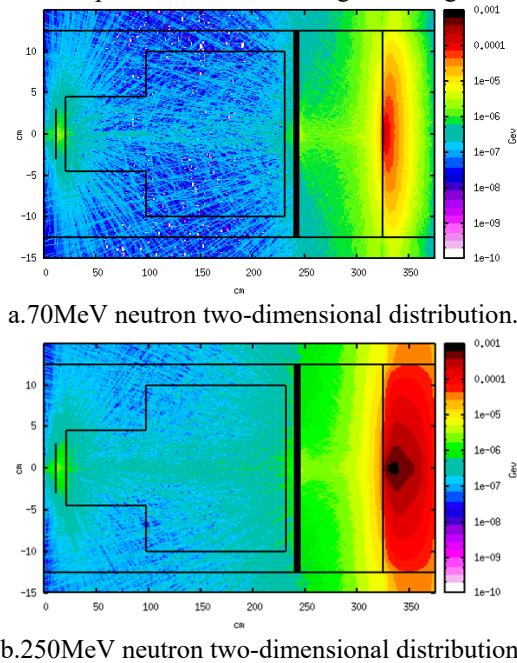 10
5
0
-5
-10
-15
cm
0 50 100 150 200 250 300 350
cm
0,001
0,0001
1e-05
1e-06
1e-07
1e-08
1e-09
1e-10
Gev
a.70MeV neutron two-dimensional distribution.
10
5
0
-5
-10
-15
cm
0 50 100 150 200 250 300 350
cm
0,001
0,0001
1e-05
1e-06
1e-07
1e-08
1e-09
1e-10
Gev
b.250MeV neutron two-dimensional distribution